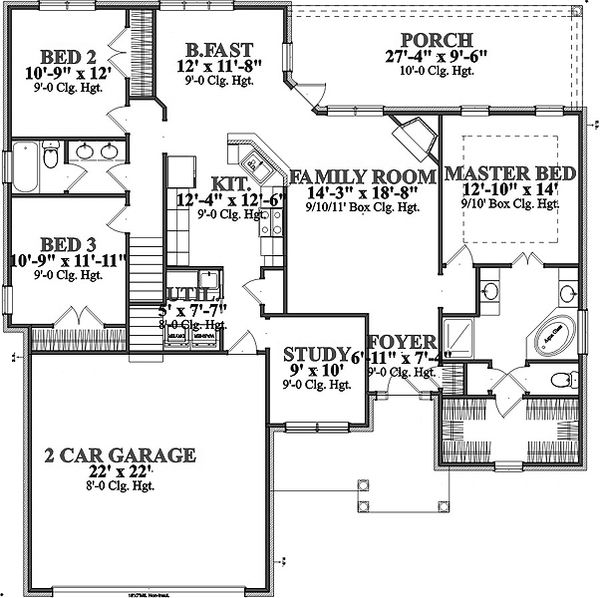 BED 2
10'-9" x 12'
9'-0 Clg. Hgt.
B.FAST
12' x 11'-8"
9'-0 Clg. Hgt.
PORCH
27'-4" x 9'-6"
10'-0 Clg. Hgt.
KIT.
12'-4" x 12'-6"
9'-0 Clg. Hgt.
FAMILY ROOM
14'-3" x 18'-8"
9/10/11' Box Clg. Hgt.
MASTER BED
12'-10" x 14'
9/10' Box Clg. Hgt.
BED 3
10'-9" x 11'-11"
9'-0 Clg. Hgt.
UTIL.
5' x 7'-7"
8'-0 Clg. Hgt.
STUDY
9' x 10'
9'-0 Clg. Hgt.
FOYER
6'-11" x 7'-4"
9'-0 Clg. Hgt.
2 CAR GARAGE
22' x 22'
8'-0 Clg. Hgt.